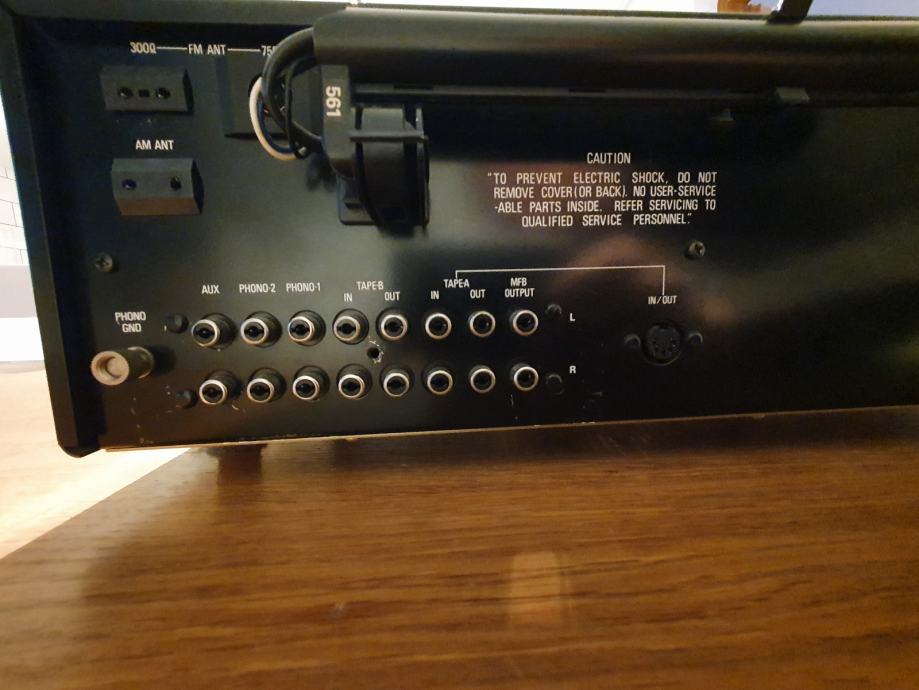 300Ω FM ANT 75
561
AM ANT
CAUTION
"TO PREVENT ELECTRIC SHOCK, DO NOT
REMOVE COVER (OR BACK). NO USER-SERVICE
-ABLE PARTS INSIDE. REFER SERVICING TO
QUALIFIED SERVICE PERSONNEL."
AUX PHONO-2 PHONO-1 TAPE-B TAPE-A MFB
IN OUT IN OUT OUTPUT
IN/OUT
PHONO
GND
L
R